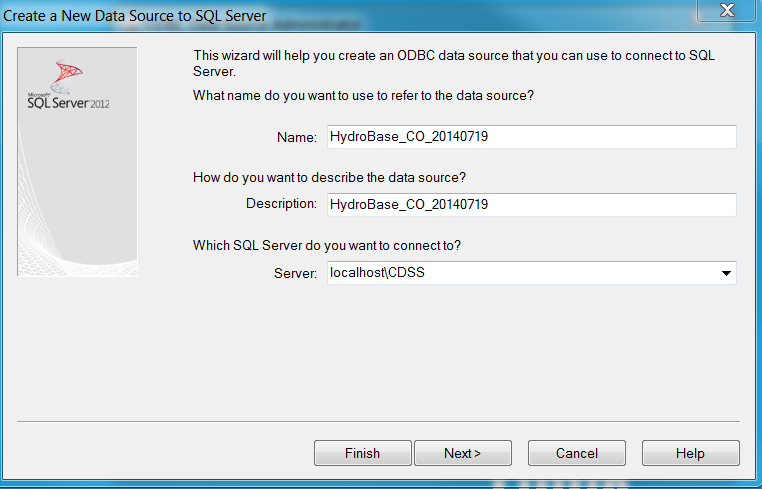 Create a New Data Source to SQL Server
Microsoft
SQL Server 2012
This wizard will help you create an ODBC data source that you can use to connect to SQL
Server.
What name do you want to use to refer to the data source?
Name: HydroBase_CO_20140719
How do you want to describe the data source?
Description: HydroBase_CO_20140719
Which SQL Server do you want to connect to?
Server: localhost\CDSS
Finish Next > Cancel Help